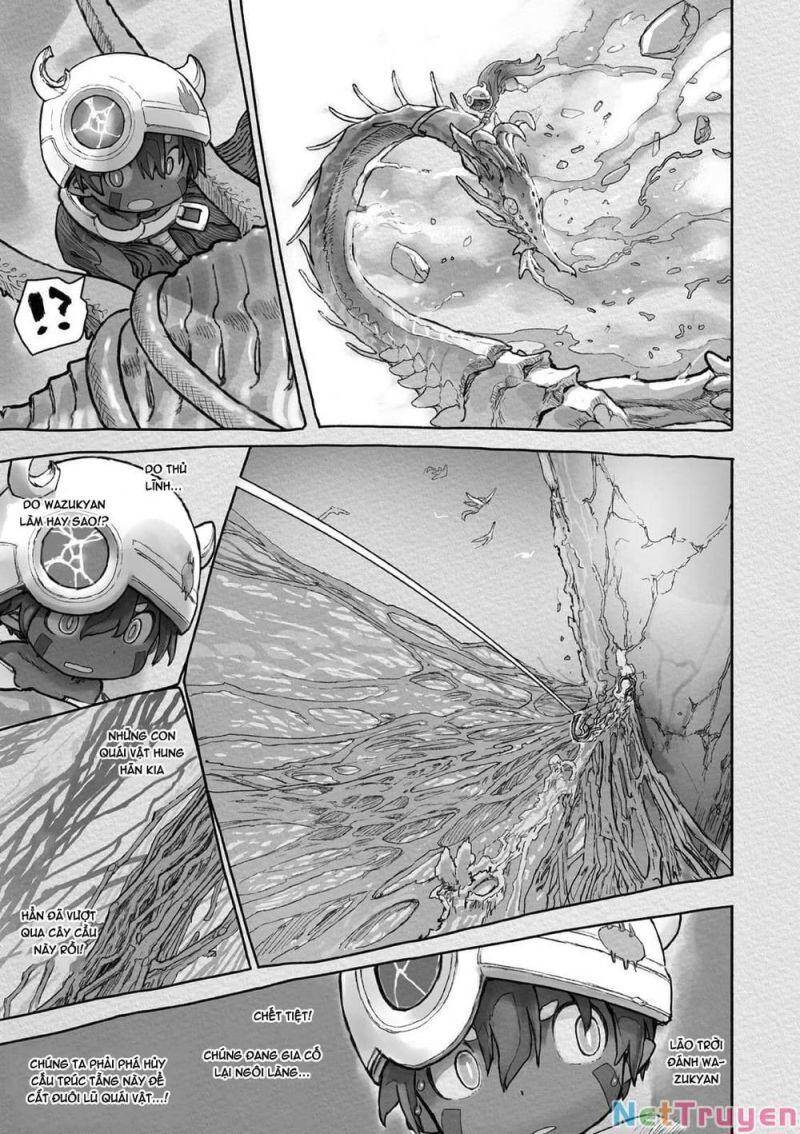 !?
DO THỦ
LĨNH...
DO WAZUKYAN
LÀM HAY SAO!?
NHỮNG CON
QUÁI VẬT HUNG
HÃN KIA
HẲN ĐÃ VƯỢT
QUA CÂY CẦU
NÀY RỒI!
LÃO TRỜI
ĐÁNH WA-
ZUKYAN
CHẾT TIỆT!
CHÚNG ĐANG GIA CỐ
LẠI NGÔI LÀNG...
CHÚNG TA PHẢI PHÁ HỦY
CẤU TRÚC TẦNG NÀY ĐỂ
CẮT ĐUÔI LŨ QUÁI VẬT....!
NetTruyen